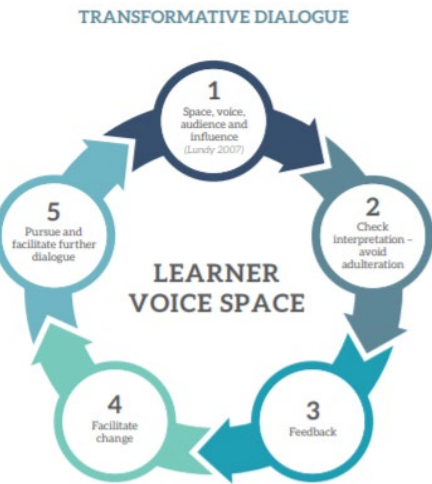 TRANSFORMATIVE DIALOGUE
1
Space, voice,
audience and
influence
(Lundy 2007)
2
Check
interpretation –
avoid
adulteration
3
Feedback
4
Facilitate
change
5
Pursue and
facilitate further
dialogue
LEARNER
VOICE SPACE